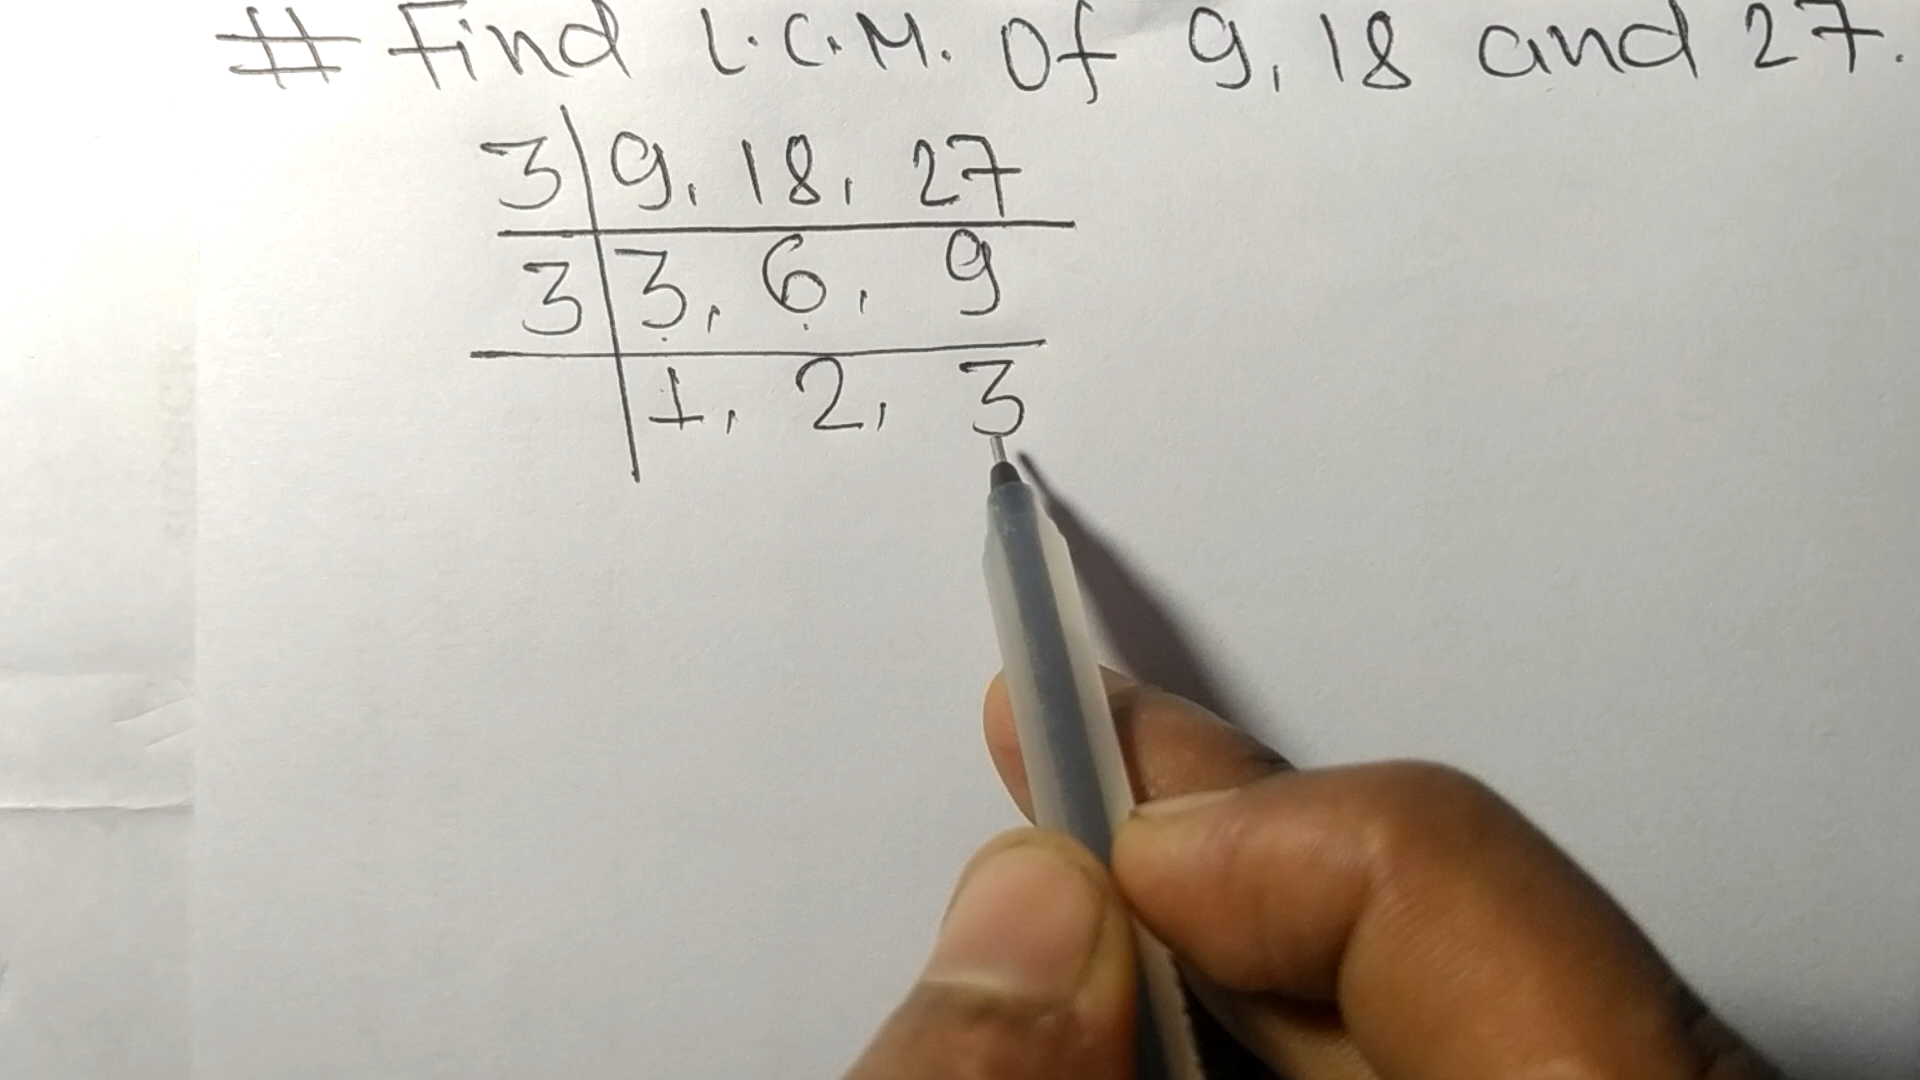 # Find L.C.M. Of 9, 18 and 27.
3 | 9, 18, 27
3 | 3, 6, 9
| 1, 2, 3